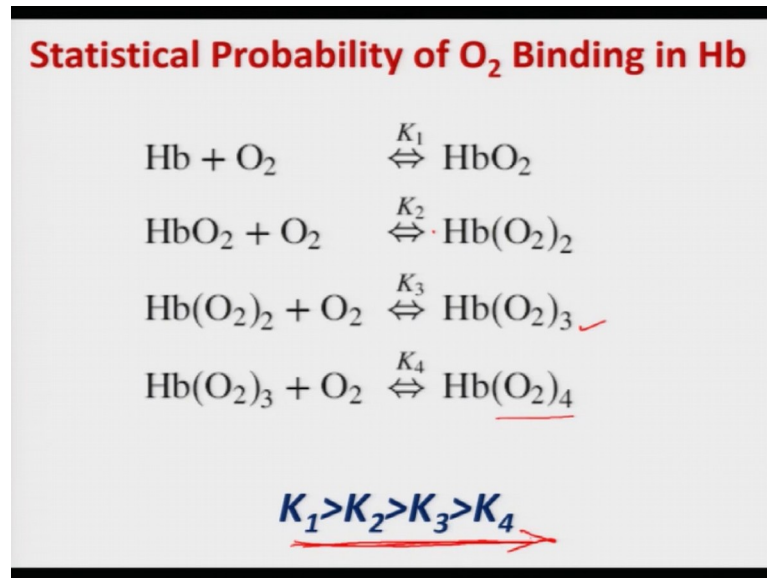 Statistical Probability of O₂ Binding in Hb
Hb + O₂ ⇔ HbO₂ K₁
HbO₂ + O₂ ⇔ Hb(O₂)₂ K₂
Hb(O₂)₂ + O₂ ⇔ Hb(O₂)₃ K₃
Hb(O₂)₃ + O₂ ⇔ Hb(O₂)₄ K₄
K₁>K₂>K₃>K₄